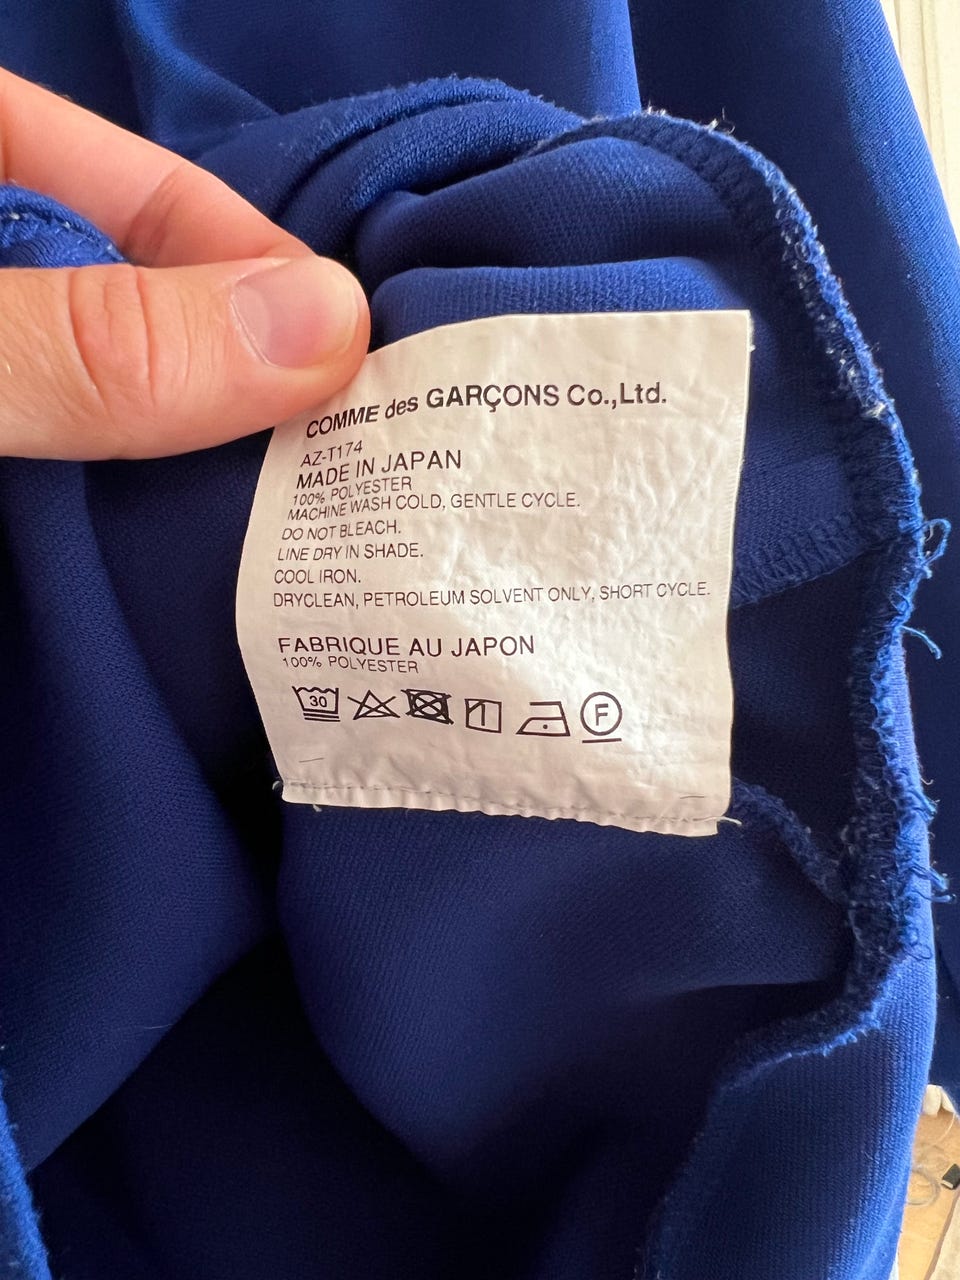 COMME des GARÇONS Co.,Ltd.
AZ-T174
MADE IN JAPAN
100% POLYESTER
MACHINE WASH COLD, GENTLE CYCLE.
DO NOT BLEACH.
LINE DRY IN SHADE.
COOL IRON.
DRYCLEAN, PETROLEUM SOLVENT ONLY, SHORT CYCLE.
FABRIQUE AU JAPON
100% POLYESTER
30 F